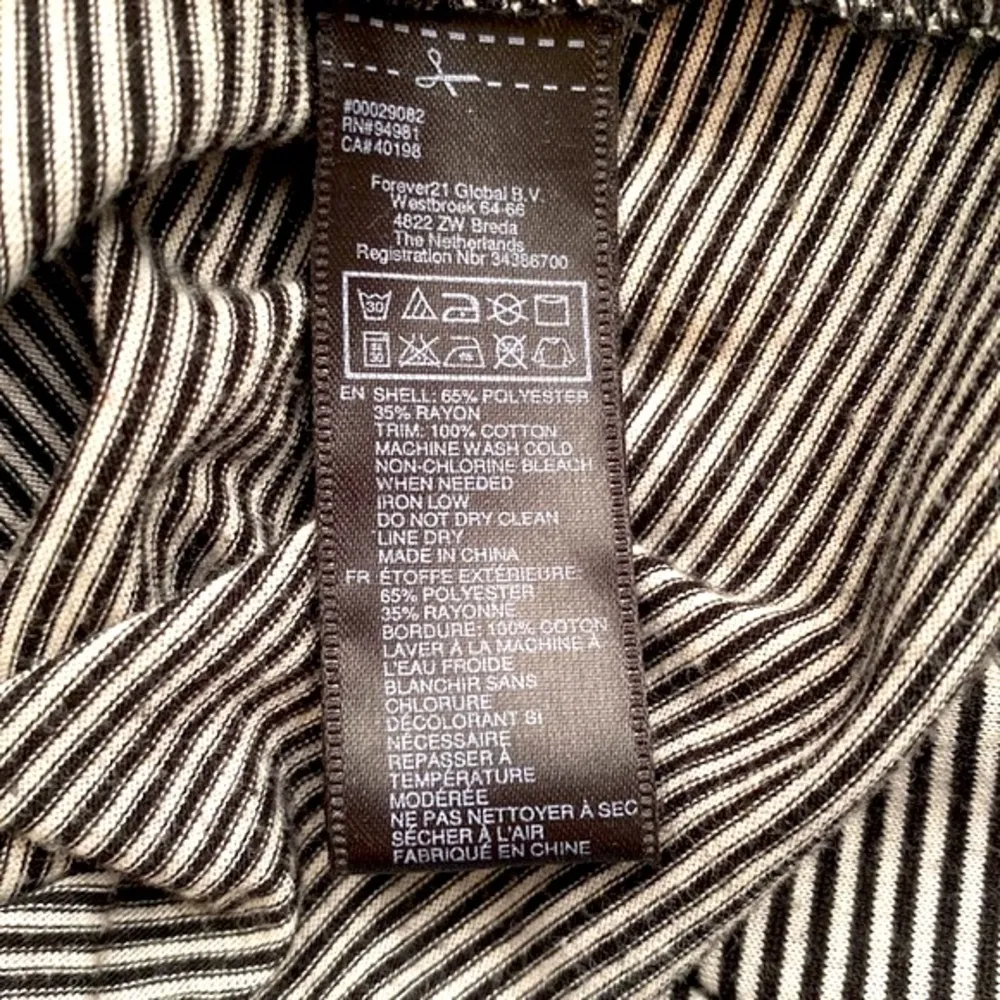 #00029082
RN#94981
CA#40198
Forever21 Global B.V
Westbroek 64-66
4822 ZW Breda
The Netherlands
Registration Nbr 34386700
30
30
EN SHELL: 65% POLYESTER
35% RAYON
TRIM: 100% COTTON
MACHINE WASH COLD
NON-CHLORINE BLEACH
WHEN NEEDED
IRON LOW
DO NOT DRY CLEAN
LINE DRY
MADE IN CHINA
FR ÉTOFFE EXTÉRIEURE:
65% POLYESTER
35% RAYONNE
BORDURE: 100% COTON
LAVER À LA MACHINE À
L'EAU FROIDE
BLANCHIR SANS
CHLORURE
DÉCOLORANT SI
NÉCESSAIRE
REPASSER À
TEMPÉRATURE
MODÉRÉE
NE PAS NETTOYER À SEC
SÉCHER À L'AIR
FABRIQUÉ EN CHINE